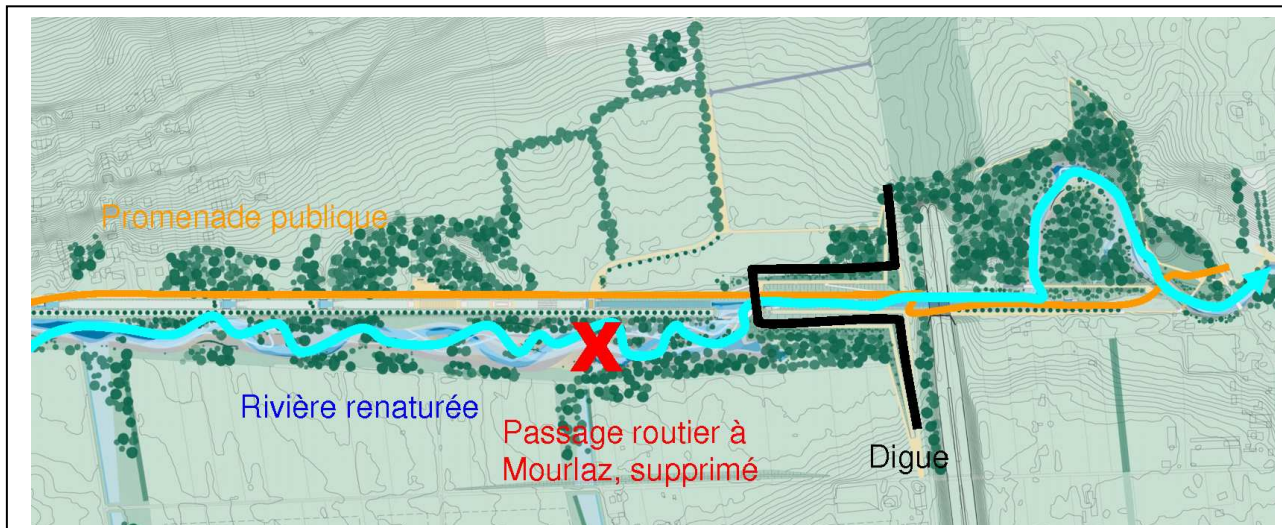 Promenade publique
Rivière renaturée
Passage routier à
Mourlaz, supprimé
Digue